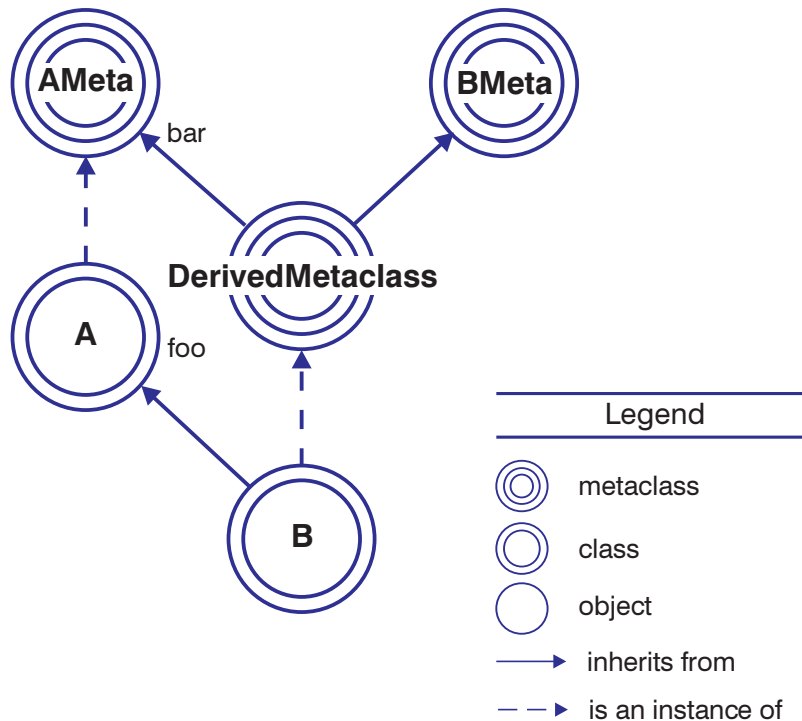 AMeta
BMeta
bar
DerivedMetaclass
A
foo
B
Legend
metaclass
class
object
inherits from
is an instance of